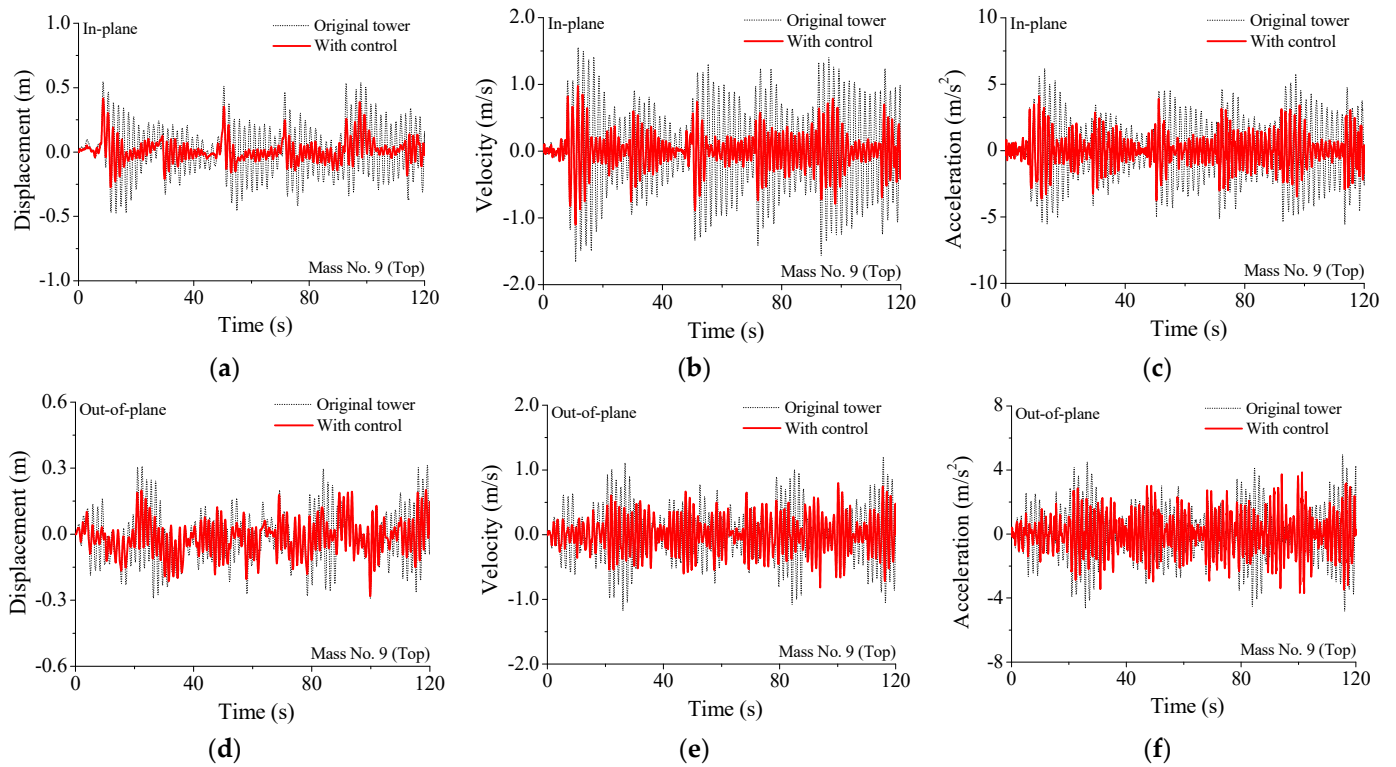 In-plane
Original tower
With control
Displacement (m)
1.0
0.5
0.0
-0.5
-1.0
Mass No. 9 (Top)
0 40 80 120
Time (s)
(a)
In-plane
Original tower
With control
Velocity (m/s)
2.0
1.0
0.0
-1.0
-2.0
Mass No. 9 (Top)
0 40 80 120
Time (s)
(b)
In-plane
Original tower
With control
Acceleration (m/s²)
10
5
0
-5
-10
Mass No. 9 (Top)
0 40 80 120
Time (s)
(c)
Out-of-plane
Original tower
With control
Displacement (m)
0.6
0.3
0.0
-0.3
-0.6
Mass No. 9 (Top)
0 40 80 120
Time (s)
(d)
Out-of-plane
Original tower
With control
Velocity (m/s)
2.0
1.0
0.0
-1.0
-2.0
Mass No. 9 (Top)
0 40 80 120
Time (s)
(e)
Out-of-plane
Original tower
With control
Acceleration (m/s²)
8
4
0
-4
-8
Mass No. 9 (Top)
0 40 80 120
Time (s)
(f)